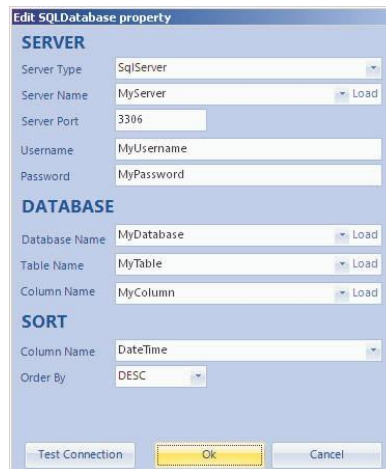 Edit SQLDatabase property
SERVER
Server Type SqlServer
Server Name MyServer Load
Server Port 3306
Username MyUsername
Password MyPassword
DATABASE
Database Name MyDatabase Load
Table Name MyTable Load
Column Name MyColumn Load
SORT
Column Name DateTime
Order By DESC
Test Connection Ok Cancel